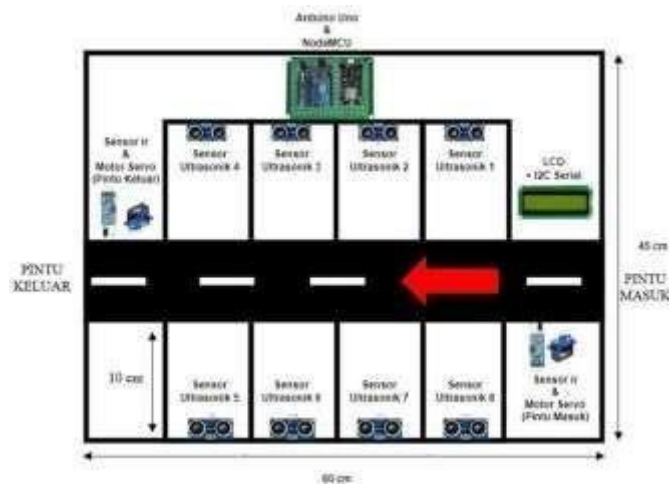 Arduino Uno
&
NodeMCU
Sensor ir
&
Motor Servo
(Pintu Keluar)
Sensor
Ultrasonik 4
Sensor
Ultrasonik 3
Sensor
Ultrasonik 2
Sensor
Ultrasonik 1
LCD
+ I2C Serial
45 cm
PINTU
KELUAR
PINTU
MASUK
10 cm
Sensor
Ultrasonik 5
Sensor
Ultrasonik 6
Sensor
Ultrasonik 7
Sensor
Ultrasonik 8
Sensor ir
&
Motor Servo
(Pintu Masuk)
60 cm